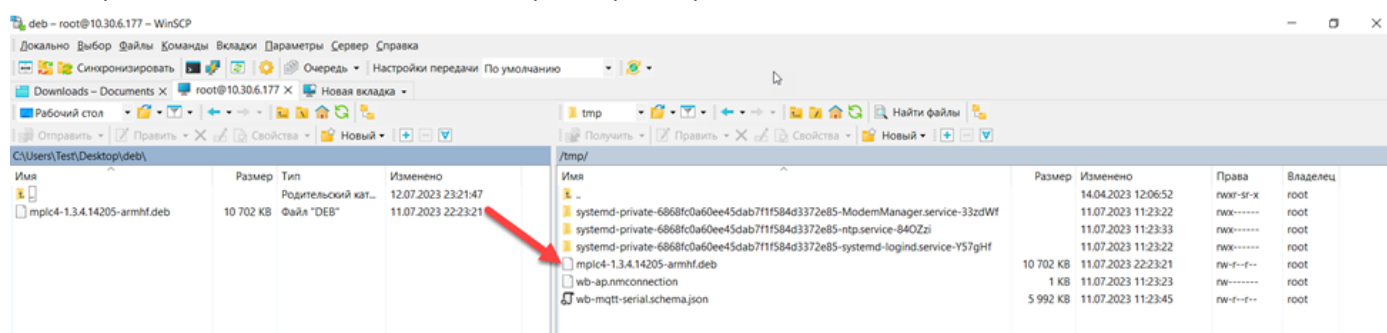 deb – root@10.30.6.177 – WinSCP
Локально Выбор Файлы Команды Вкладки Параметры Сервер Справка
Синхронизировать Очередь Настройки передачи По умолчанию
Downloads – Documents × root@10.30.6.177 × Новая вкладка
Рабочий стол tmp Найти файлы
Отправить Править Свойства Новый Получить Править Свойства Новый
C:\Users\Test\Desktop\deb\ /tmp/
Имя Размер Тип Изменено Имя Размер Изменено Права Владелец
.. Родительский кат... 12.07.2023 23:21:47 .. 14.04.2023 12:06:52 rwxr-sr-x root
mplc4-1.3.4.14205-armhf.deb 10 702 KB Файл "DEB" 11.07.2023 22:23:21 systemd-private-6868fc0a60ee45dab7f1f584d3372e85-ModemManager.service-33zdWf 11.07.2023 11:23:22 rwx------ root
systemd-private-6868fc0a60ee45dab7f1f584d3372e85-ntp.service-84OZzi 11.07.2023 11:23:33 rwx------ root
systemd-private-6868fc0a60ee45dab7f1f584d3372e85-systemd-logind.service-Y57gHf 11.07.2023 11:23:22 rwx------ root
mplc4-1.3.4.14205-armhf.deb 10 702 KB 11.07.2023 22:23:21 rw-r--r-- root
wb-ap.nmconnection 1 KB 11.07.2023 11:23:23 rw------- root
wb-mqtt-serial.schema.json 5 992 KB 11.07.2023 11:23:45 rw-r--r-- root